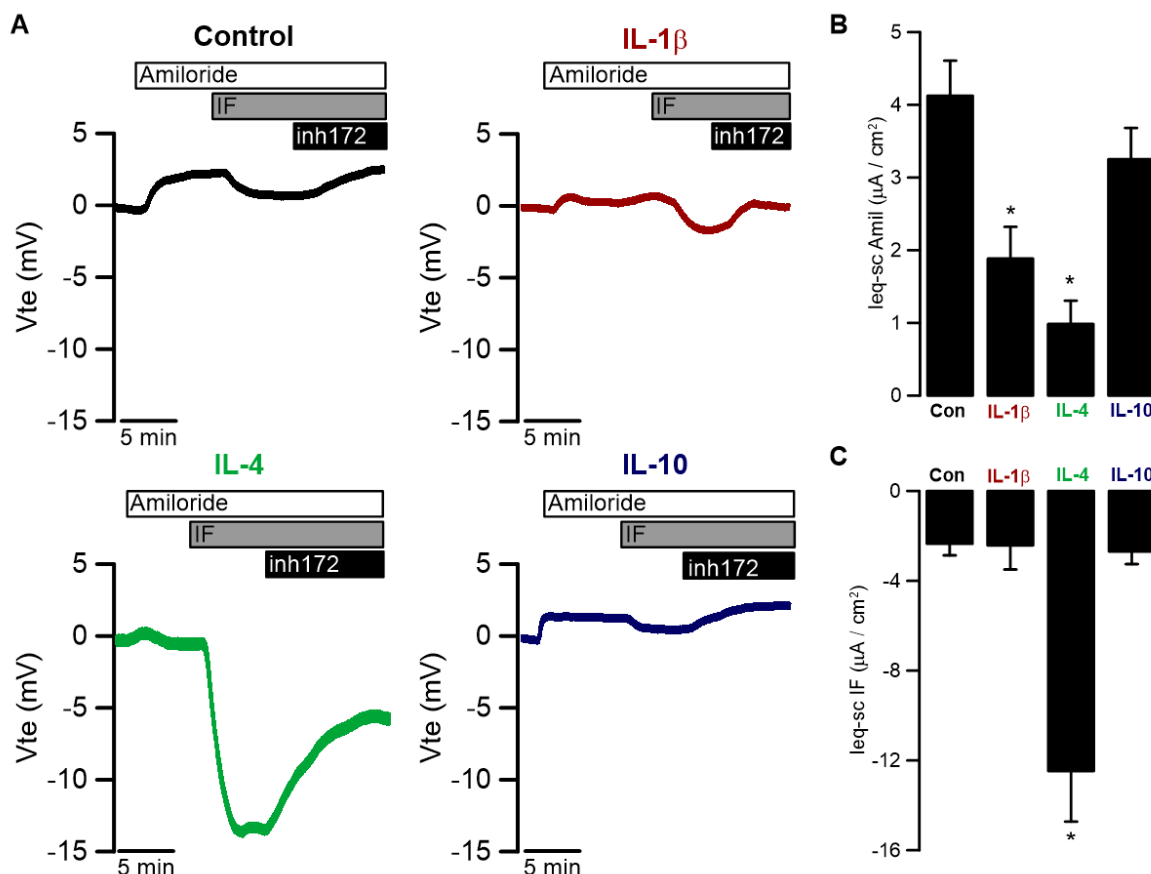 A
Control
Amiloride
IF
inh172
5
0
-5
-10
-15
Vte (mV)
5 min
IL-1β
Amiloride
IF
inh172
5
0
-5
-10
-15
Vte (mV)
5 min
IL-4
Amiloride
IF
inh172
5
0
-5
-10
-15
Vte (mV)
5 min
IL-10
Amiloride
IF
inh172
5
0
-5
-10
-15
Vte (mV)
5 min
B
5
4
3
2
1
0
Ieq-sc Amil (μA / cm²)
*
*
Con IL-1β IL-4 IL-10
C
Con IL-1β IL-4 IL-10
0
-4
-8
-12
-16
Ieq-sc IF (μA / cm²)
*